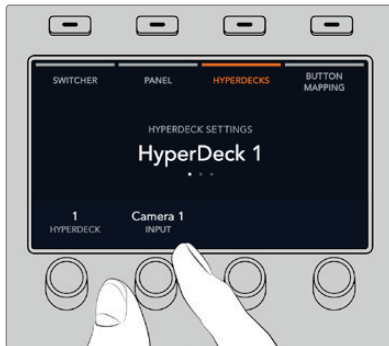 SWITCHER
PANEL
HYPERDECKS
BUTTON
MAPPING
HYPERDECK SETTINGS
HyperDeck 1
1
HYPERDECK
Camera 1
INPUT